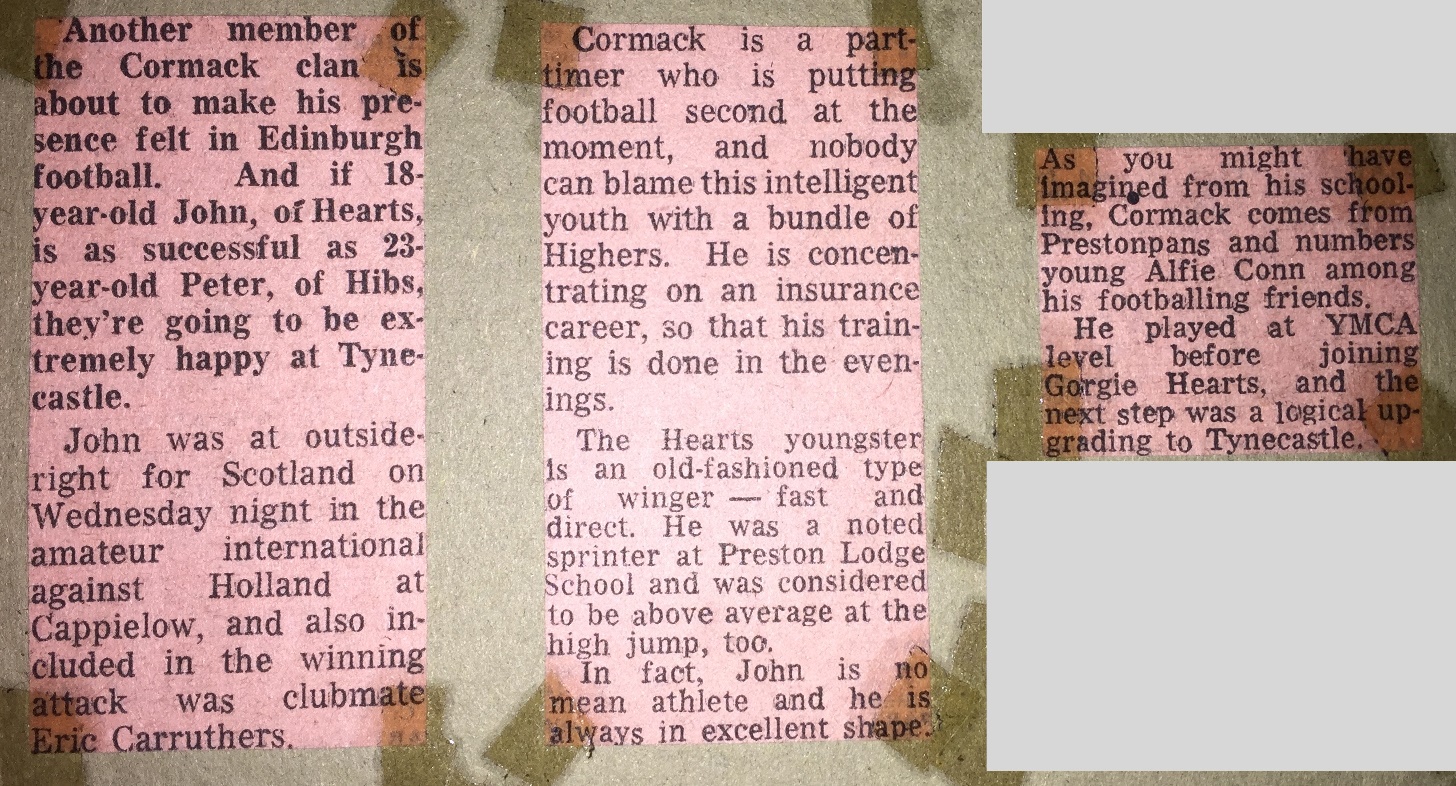 Another member of
the Cormack clan is
about to make his pre-
sence felt in Edinburgh
football. And if 18-
year-old John, of Hearts,
is as successful as 23-
year-old Peter, of Hibs,
they're going to be ex-
tremely happy at Tyne-
castle.
John was at outside-
right for Scotland on
Wednesday night in the
amateur international
against Holland at
Cappielow, and also in-
cluded in the winning
attack was clubmate
Eric Carruthers.
Cormack is a part-
timer who is putting
football second at the
moment, and nobody
can blame this intelligent
youth with a bundle of
Highers. He is concen-
trating on an insurance
career, so that his train-
ing is done in the even-
ings.
The Hearts youngster
is an old-fashioned type
of winger — fast and
direct. He was a noted
sprinter at Preston Lodge
School and was considered
to be above average at the
high jump, too.
In fact, John is no
mean athlete and he is
always in excellent shape.
As you might have
imagined from his school-
ing, Cormack comes from
Prestonpans and numbers
young Alfie Conn among
his footballing friends.
He played at YMCA
level before joining
Gorgie Hearts, and the
next step was a logical up-
grading to Tynecastle.